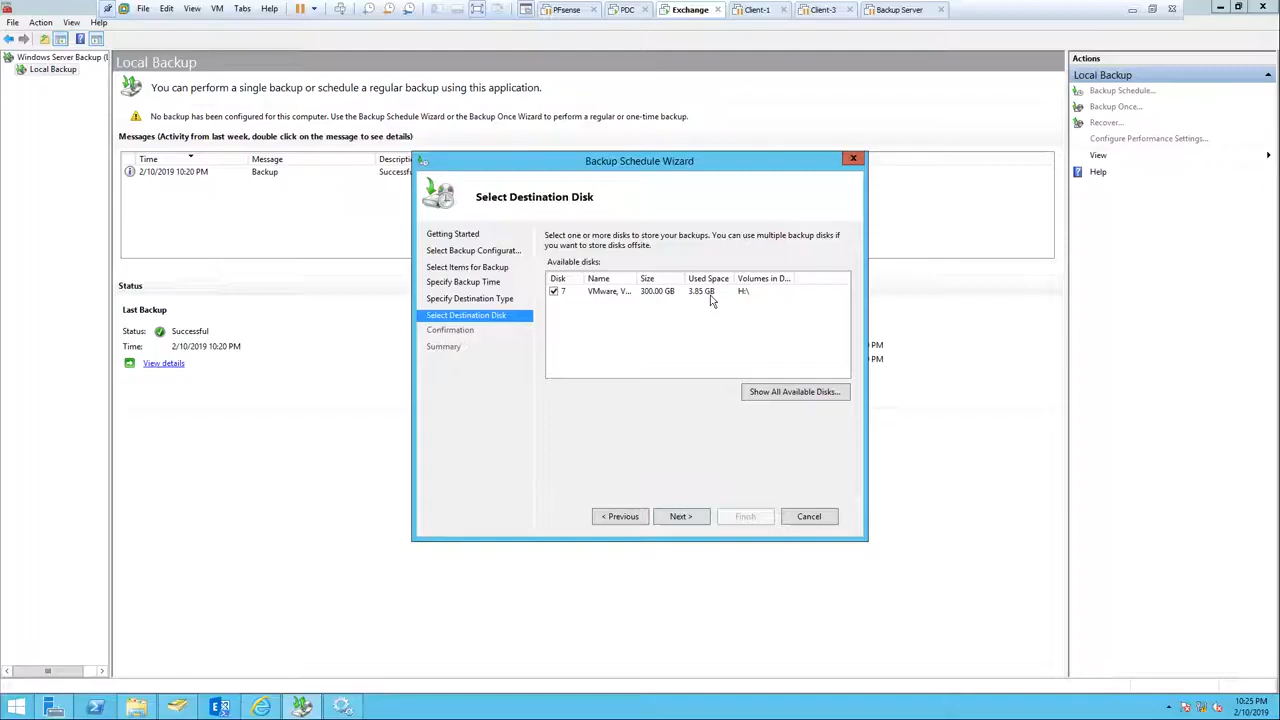 File Edit View VM Tabs Help
PFsense PDC Exchange Client-1 Client-3 Backup Server
File Action View Help
Windows Server Backup (L
Local Backup
Local Backup
You can perform a single backup or schedule a regular backup using this application.
No backup has been configured for this computer. Use the Backup Schedule Wizard or the Backup Once Wizard to perform a regular or one-time backup.
Messages (Activity from last week, double click on the message to see details)
Time Message Descripti
2/10/2019 10:20 PM Backup Successfu
Status
Last Backup
Status: Successful
Time: 2/10/2019 10:20 PM
View details
PM
PM
Backup Schedule Wizard
Select Destination Disk
Getting Started
Select Backup Configurat...
Select Items for Backup
Specify Backup Time
Specify Destination Type
Select Destination Disk
Confirmation
Summary
Select one or more disks to store your backups. You can use multiple backup disks if
you want to store disks offsite.
Available disks:
Disk Name Size Used Space Volumes in D...
7 VMware, V... 300.00 GB 3.85 GB H:\
Show All Available Disks...
< Previous Next > Finish Cancel
Actions
Local Backup
Backup Schedule...
Backup Once...
Recover...
Configure Performance Settings...
View
Help
10:25 PM
2/10/2019